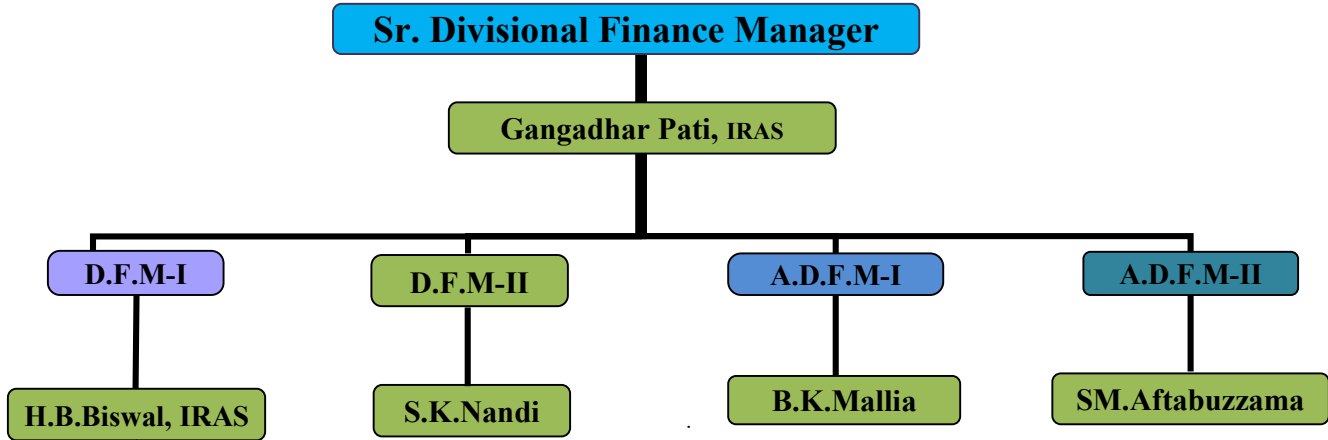 Sr. Divisional Finance Manager
Gangadhar Pati, IRAS
D.F.M-I
D.F.M-II
A.D.F.M-I
A.D.F.M-II
H.B.Biswal, IRAS
S.K.Nandi
B.K.Mallia
SM.Aftabuzzama
.